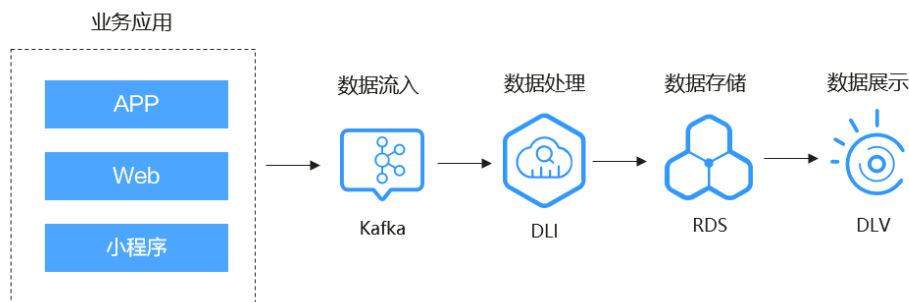 业务应用
APP
Web
小程序
数据流入
Kafka
数据处理
DLI
数据存储
RDS
数据展示
DLV